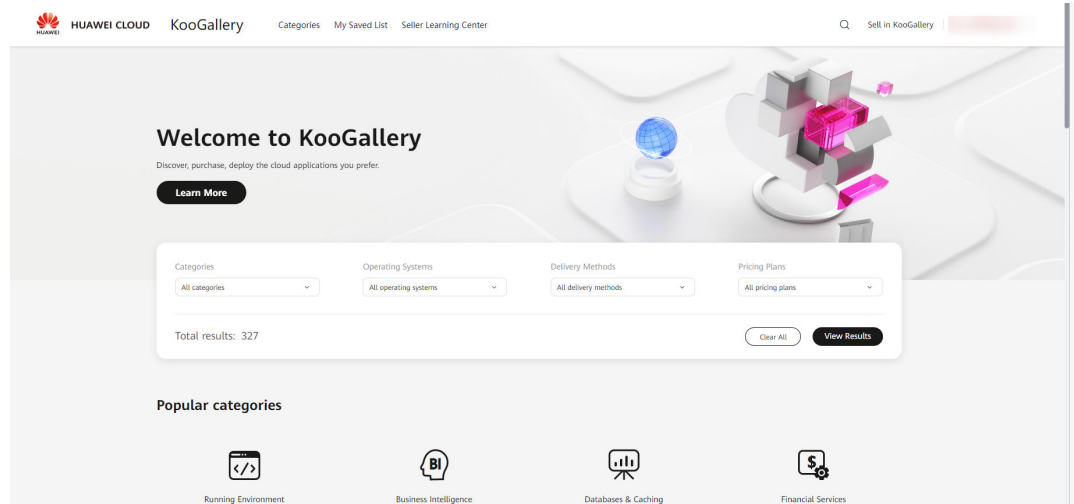 HUAWEI
HUAWEI CLOUD
KooGallery
Categories
My Saved List
Seller Learning Center
Sell in KooGallery
Welcome to KooGallery
Discover, purchase, deploy the cloud applications you prefer.
Learn More
Categories
Operating Systems
Delivery Methods
Pricing Plans
All categories
All operating systems
All delivery methods
All pricing plans
Total results: 327
Clear All
View Results
Popular categories
</>
BI
$
Running Environment
Business Intelligence
Databases & Caching
Financial Services